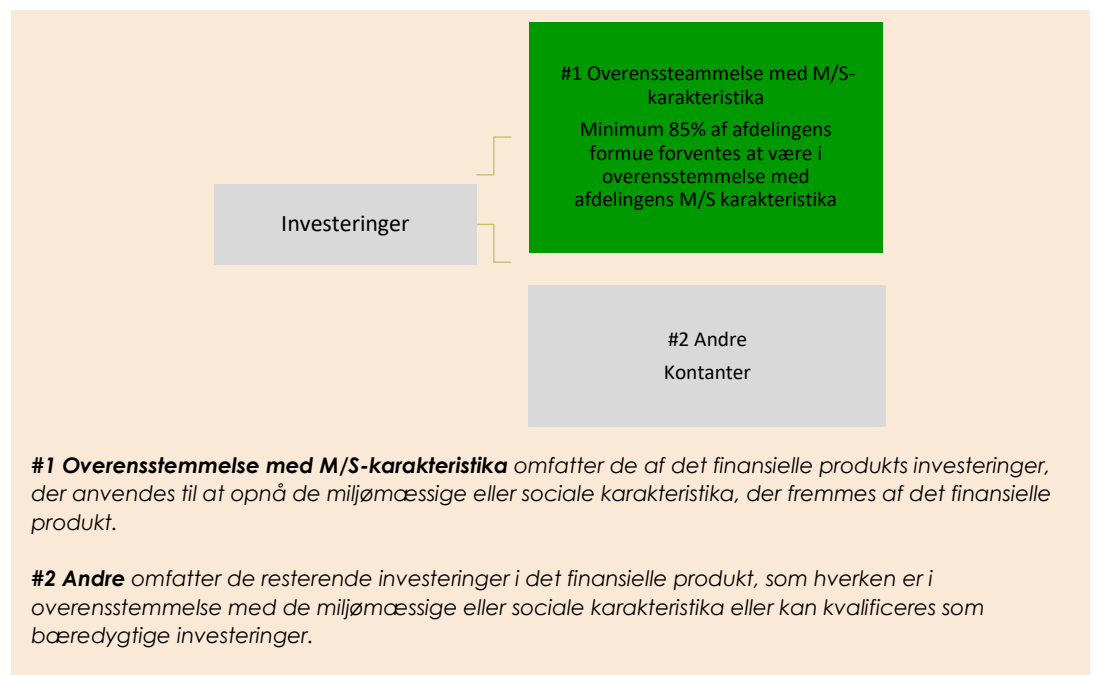 #1 Overenssteammelse med M/S-
karakteristika
Minimum 85% af afdelingens
formue forventes at være i
overensstemmelse med
afdelingens M/S karakteristika
Investeringer
#2 Andre
Kontanter
#1 Overensstemmelse med M/S-karakteristika omfatter de af det finansielle produkts investeringer,
der anvendes til at opnå de miljømæssige eller sociale karakteristika, der fremmes af det finansielle
produkt.
#2 Andre omfatter de resterende investeringer i det finansielle produkt, som hverken er i
overensstemmelse med de miljømæssige eller sociale karakteristika eller kan kvalificeres som
bæredygtige investeringer.